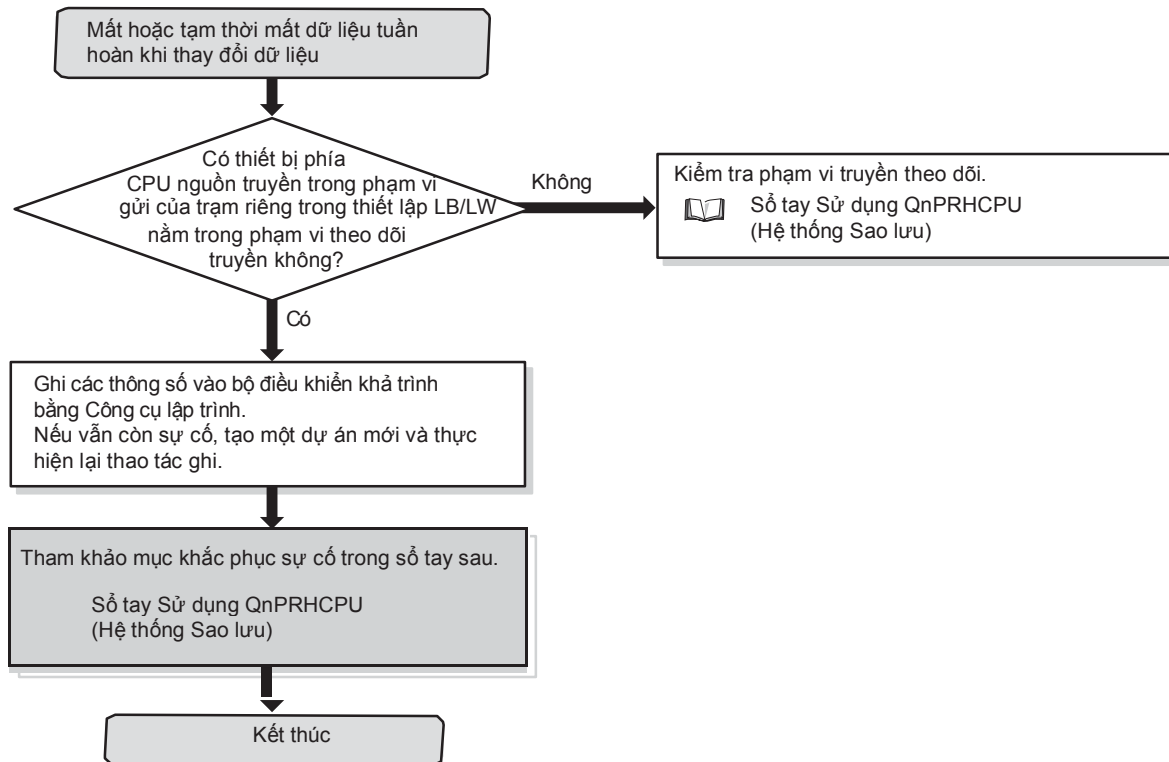 Mất hoặc tạm thời mất dữ liệu tuần
hoàn khi thay đổi dữ liệu
Có thiết bị phía
CPU nguồn truyền trong phạm vi
gửi của trạm riêng trong thiết lập LB/LW
nằm trong phạm vi theo dõi
truyền không?
Không
Kiểm tra phạm vi truyền theo dõi.
Sổ tay Sử dụng QnPRHCPU
(Hệ thống Sao lưu)
Có
Ghi các thông số vào bộ điều khiển khả trình
bằng Công cụ lập trình.
Nếu vẫn còn sự cố, tạo một dự án mới và thực
hiện lại thao tác ghi.
Tham khảo mục khắc phục sự cố trong sổ tay sau.
Sổ tay Sử dụng QnPRHCPU
(Hệ thống Sao lưu)
Kết thúc